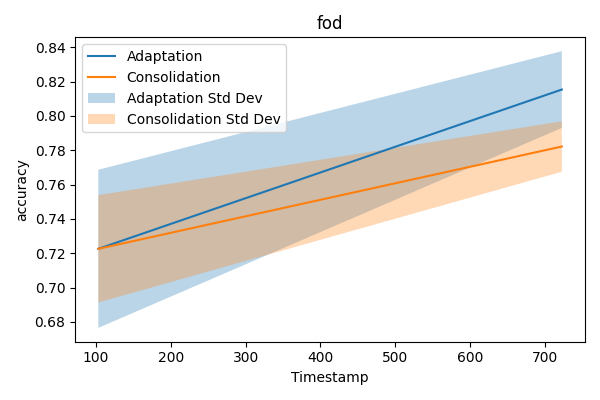 fod
Adaptation
Consolidation
Adaptation Std Dev
Consolidation Std Dev
accuracy
0.84
0.82
0.80
0.78
0.76
0.74
0.72
0.70
0.68
100 200 300 400 500 600 700
Timestamp